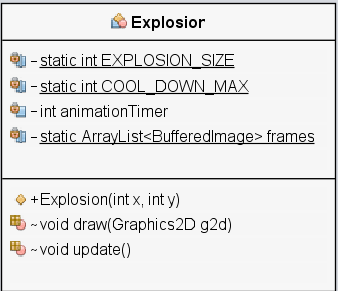 Explosior
- static int EXPLOSION_SIZE
- static int COOL_DOWN_MAX
- int animationTimer
- static ArrayList<BufferedImage> frames
+Explosion(int x, int y)
~ void draw(Graphics2D g2d)
~ void update()